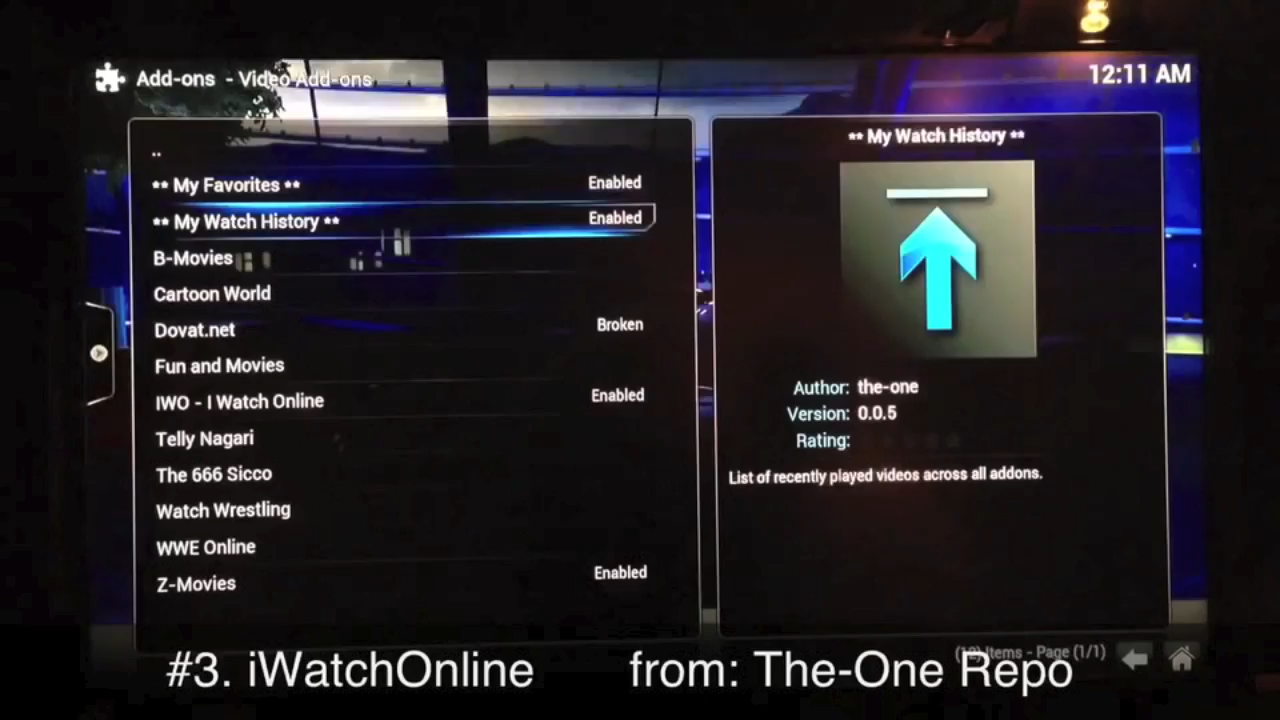 Add-ons - Video Add-ons
12:11 AM
..
** My Favorites ** Enabled
** My Watch History ** Enabled
B-Movies
Cartoon World
Dovat.net Broken
Fun and Movies
IWO - I Watch Online Enabled
Telly Nagari
The 666 Sicco
Watch Wrestling
WWE Online
Z-Movies Enabled
** My Watch History **
Author: the-one
Version: 0.0.5
Rating:
List of recently played videos across all addons.
Items - Page (1/1)
#3. iWatchOnline from: The-One Repo